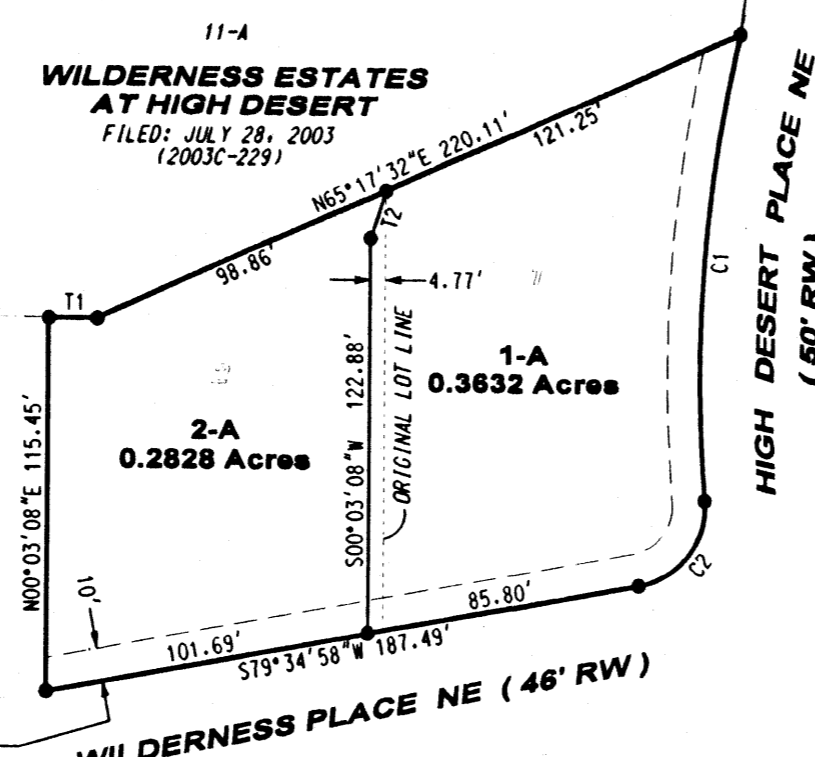 11-A
WILDERNESS ESTATES
AT HIGH DESERT
FILED: JULY 28, 2003
(2003C-229)
N65°17'32"E 220.11'
121.25'
98.86'
T2
T1
4.77'
C1
HIGH DESERT PLACE NE
(50' RW)
1-A
0.3632 Acres
2-A
0.2828 Acres
N00°03'08"E 115.45'
S00°03'08"W 122.88'
ORIGINAL LOT LINE
10'
C2
85.80'
101.69'
S79°34'58"W 187.49'
WILDERNESS PLACE NE (46' RW)